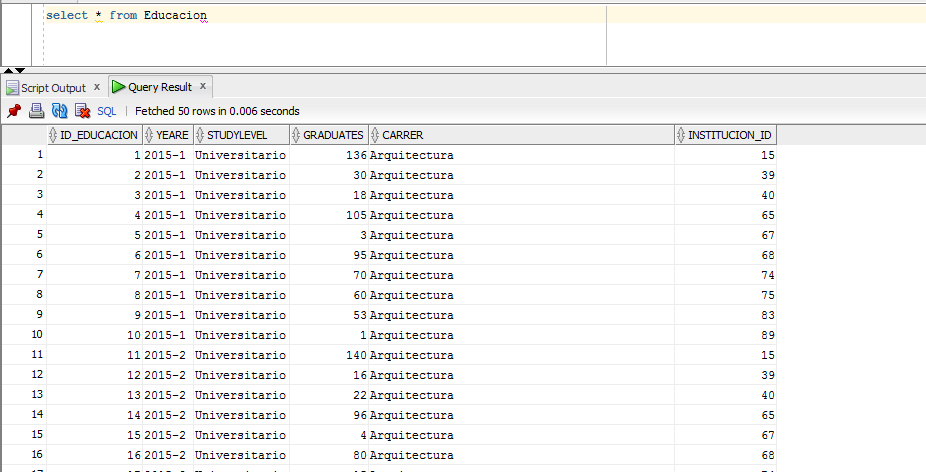 select * from Educacion
Script Output x Query Result x
SQL | Fetched 50 rows in 0.006 seconds
ID_EDUCACION YEARE STUDYLEVEL GRADUATES CARRER INSTITUCION_ID
1 1 2015-1 Universitario 136 Arquitectura 15
2 2 2015-1 Universitario 30 Arquitectura 39
3 3 2015-1 Universitario 18 Arquitectura 40
4 4 2015-1 Universitario 105 Arquitectura 65
5 5 2015-1 Universitario 3 Arquitectura 67
6 6 2015-1 Universitario 95 Arquitectura 68
7 7 2015-1 Universitario 70 Arquitectura 74
8 8 2015-1 Universitario 60 Arquitectura 75
9 9 2015-1 Universitario 53 Arquitectura 83
10 10 2015-1 Universitario 1 Arquitectura 89
11 11 2015-2 Universitario 140 Arquitectura 15
12 12 2015-2 Universitario 16 Arquitectura 39
13 13 2015-2 Universitario 22 Arquitectura 40
14 14 2015-2 Universitario 96 Arquitectura 65
15 15 2015-2 Universitario 4 Arquitectura 67
16 16 2015-2 Universitario 80 Arquitectura 68